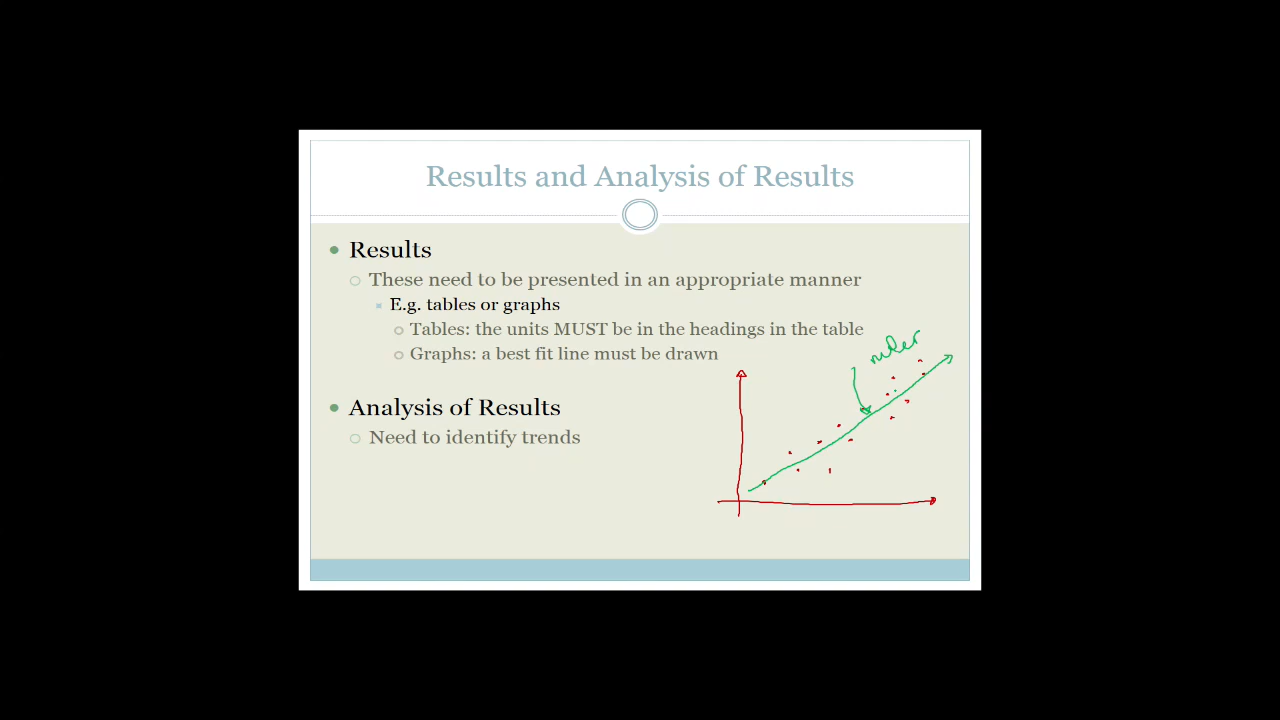 Results and Analysis of Results
Results
These need to be presented in an appropriate manner
E.g. tables or graphs
Tables: the units MUST be in the headings in the table
Graphs: a best fit line must be drawn
ruler
Analysis of Results
Need to identify trends